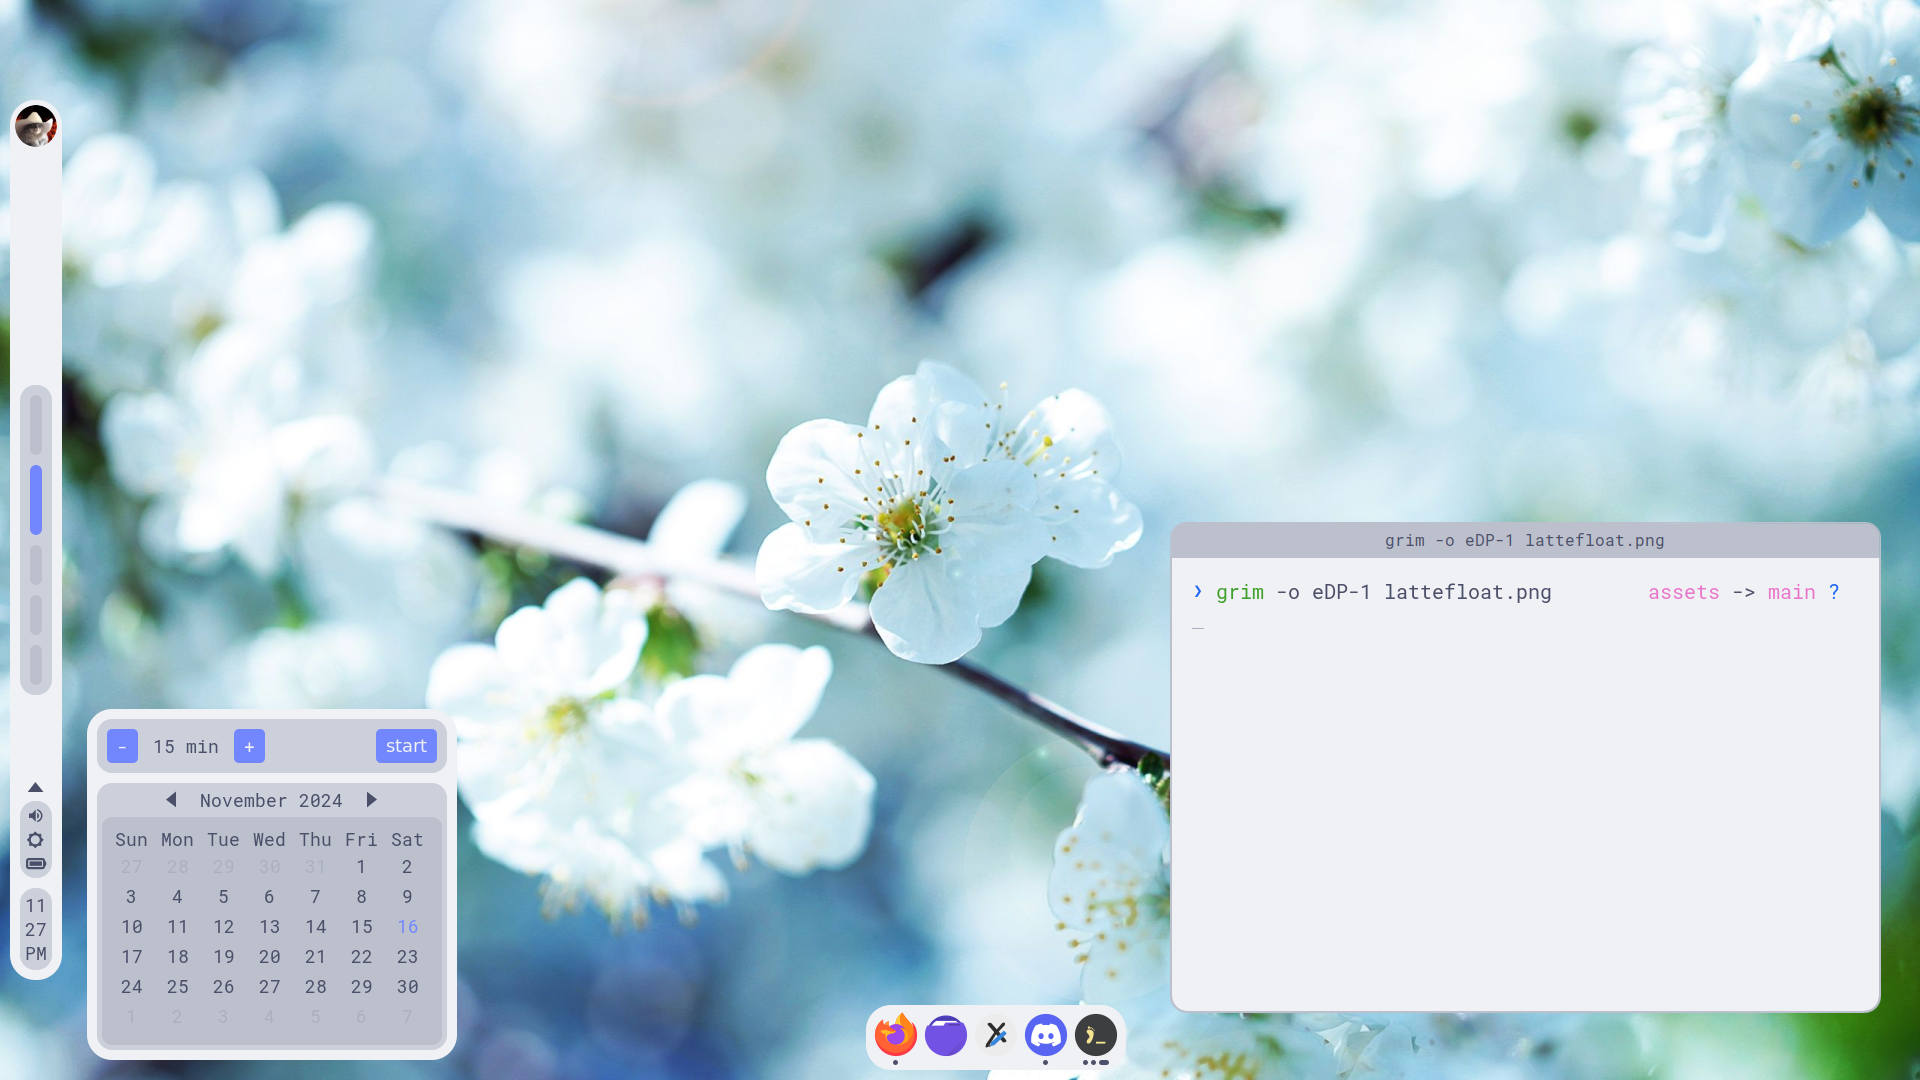 11
27
PM
- 15 min + start
November 2024
Sun Mon Tue Wed Thu Fri Sat
27 28 29 30 31 1 2
3 4 5 6 7 8 9
10 11 12 13 14 15 16
17 18 19 20 21 22 23
24 25 26 27 28 29 30
1 2 3 4 5 6 7
grim -o eDP-1 lattefloat.png
❯ grim -o eDP-1 lattefloat.png assets -> main ?
_